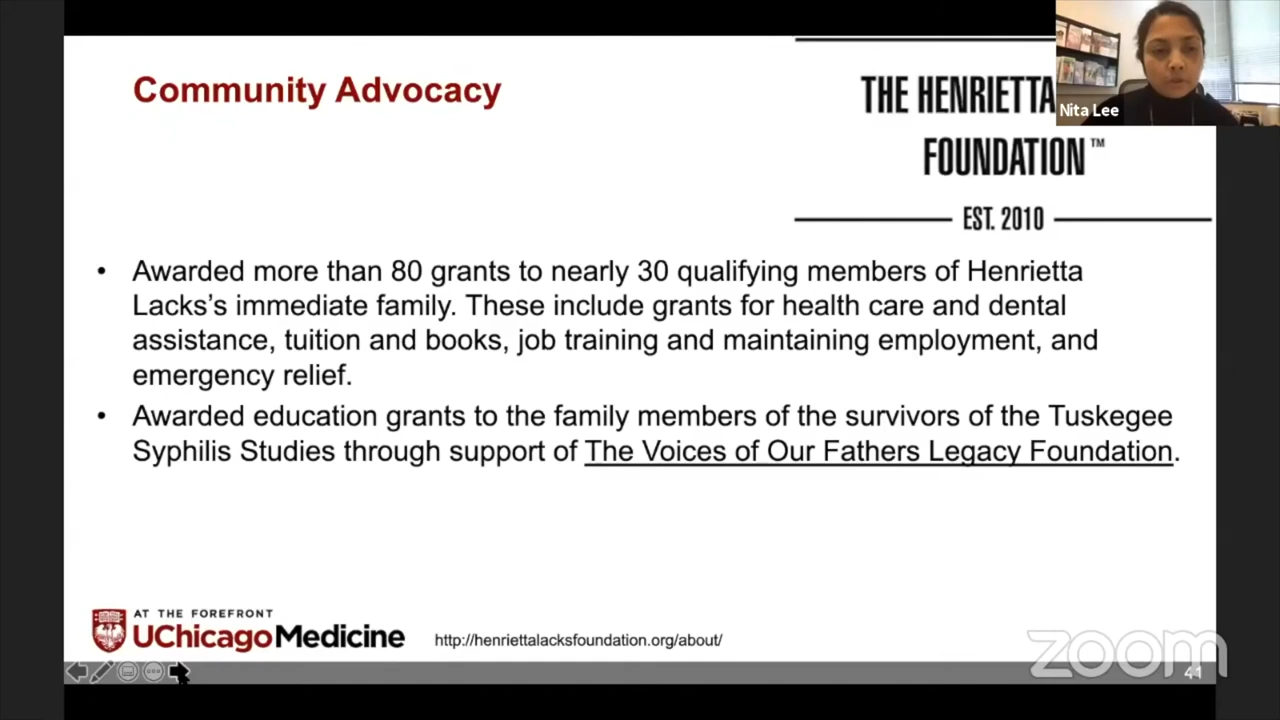 Community Advocacy
THE HENRIETTA
FOUNDATION™
EST. 2010
Nita Lee
• Awarded more than 80 grants to nearly 30 qualifying members of Henrietta
Lacks’s immediate family. These include grants for health care and dental
assistance, tuition and books, job training and maintaining employment, and
emergency relief.
• Awarded education grants to the family members of the survivors of the Tuskegee
Syphilis Studies through support of The Voices of Our Fathers Legacy Foundation.
AT THE FOREFRONT
UChicago Medicine
http://henriettalacksfoundation.org/about/
zoom
41